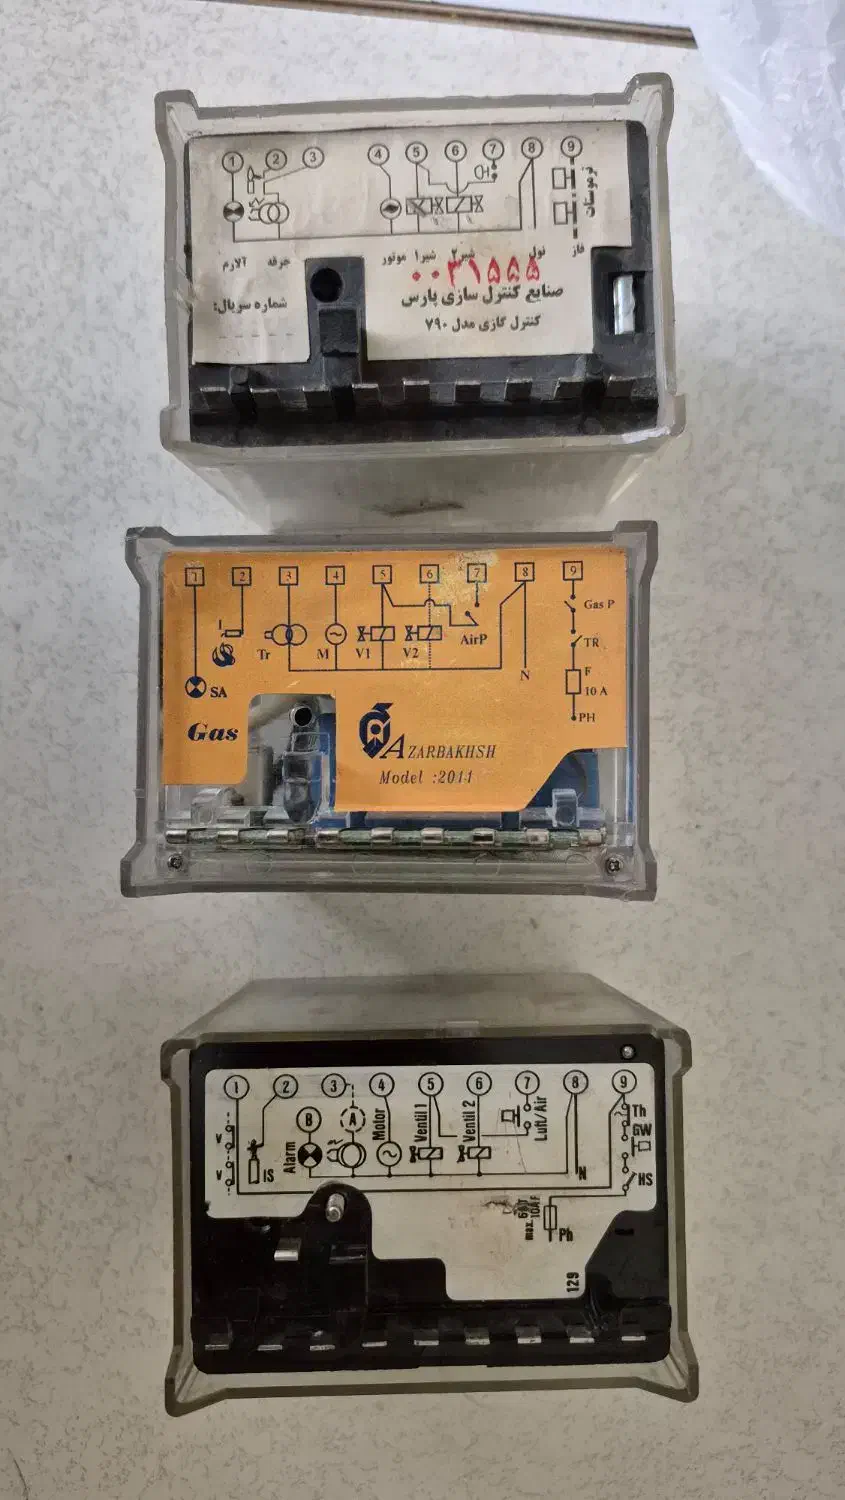 1 2 3 4 5 6 7 8 9
ترموستات
آلارم جرقه موتور شیر۱ شیر۲ نول فاز
۰۰۳۱۵۵۵
صنایع کنترل سازی پارس
شماره سریال:
کنترل گازی مدل ۷۹۰
1 2 3 4 5 6 7 8 9
Gas P
Tr M V1 V2 AirP TR
N
F
10 A
SA
PH
Gas
AZARBAKHSH
Model :2011
1 2 3 4 5 6 7 8 9
B A
v v
IS
Alarm
Motor
Ventil 1
Ventil 2
Luft/Air
N
Th
GW
HS
max.
10A F
Ph
129